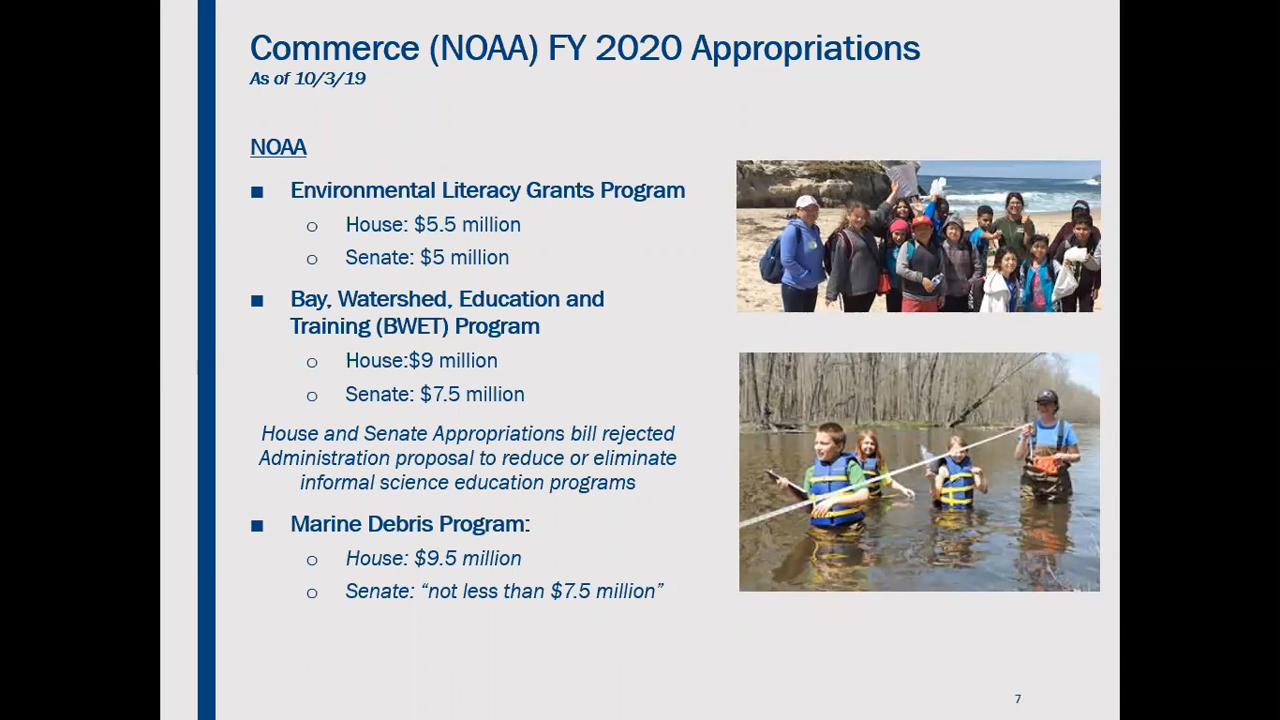 Commerce (NOAA) FY 2020 Appropriations
As of 10/3/19
NOAA
■ Environmental Literacy Grants Program
o House: $5.5 million
o Senate: $5 million
■ Bay, Watershed, Education and
Training (BWET) Program
o House:$9 million
o Senate: $7.5 million
House and Senate Appropriations bill rejected
Administration proposal to reduce or eliminate
informal science education programs
■ Marine Debris Program:
o House: $9.5 million
o Senate: “not less than $7.5 million”
7